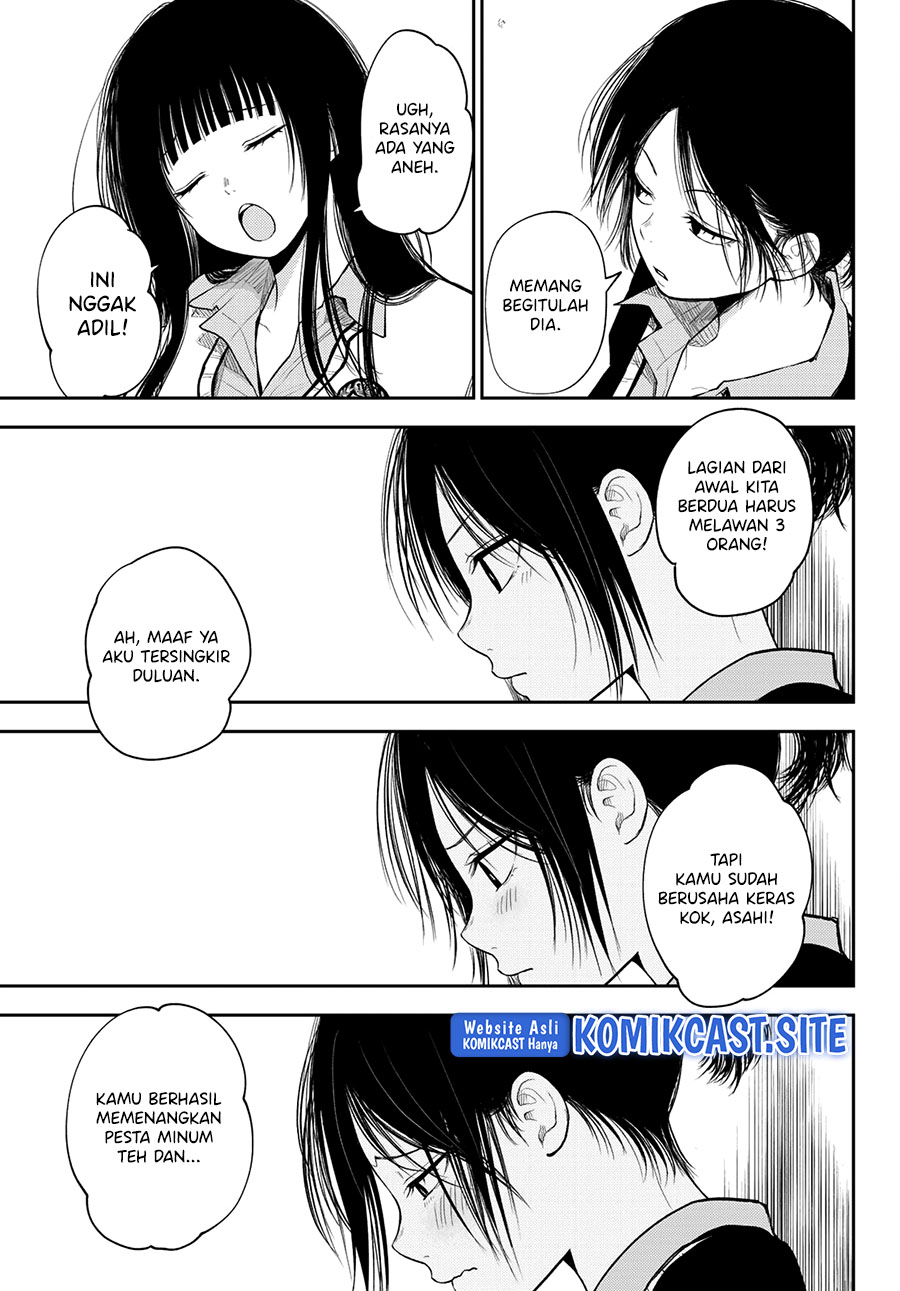 UGH,
RASANYA
ADA YANG
ANEH.
INI
NGGAK
ADIL!
MEMANG
BEGITULAH
DIA.
LAGIAN DARI
AWAL KITA
BERDUA HARUS
MELAWAN 3
ORANG!
AH, MAAF YA
AKU TERSINGKIR
DULUAN.
TAPI
KAMU SUDAH
BERUSAHA KERAS
KOK, ASAHI!
Website Asli
KOMIKCAST Hanya
KOMIKCAST.SITE
KAMU BERHASIL
MEMENANGKAN
PESTA MINUM
TEH DAN...